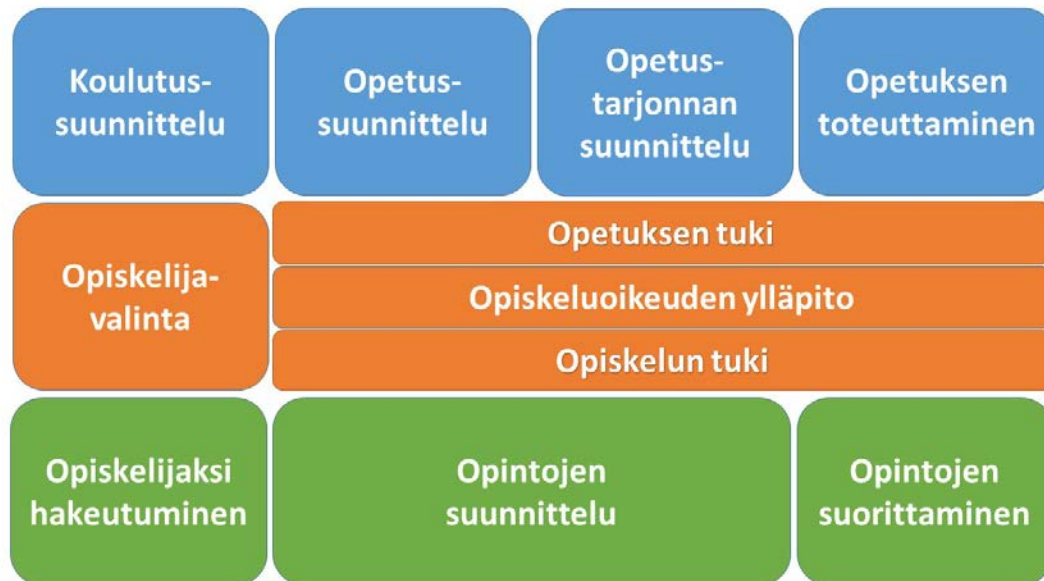 Koulutus-
suunnittelu
Opetus-
suunnittelu
Opetus-
tarjonnan
suunnittelu
Opetuksen
toteuttaminen
Opiskelija-
valinta
Opetuksen tuki
Opiskeluoikeuden ylläpito
Opiskelun tuki
Opiskelijaksi
hakeutuminen
Opintojen
suunnittelu
Opintojen
suorittaminen